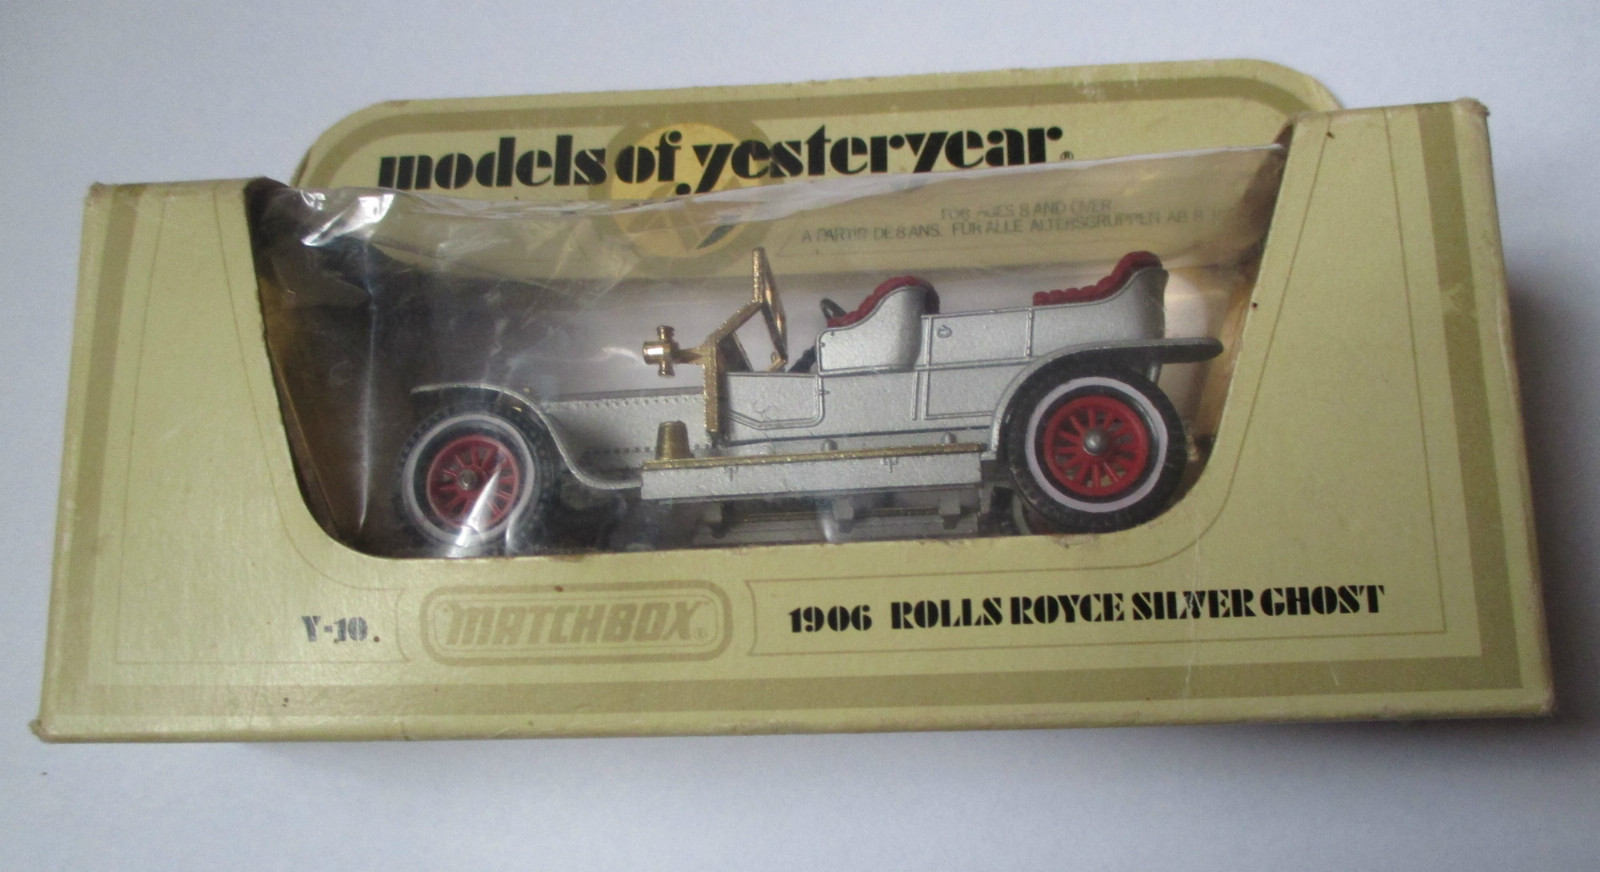 models of yesteryear®
FOR AGES 8 AND OVER
A PARTIR DE 8 ANS. FÜR ALLE ALTERSGRUPPEN AB 8
Y-10.
"MATCHBOX"®
1906 ROLLS ROYCE SILVER GHOST